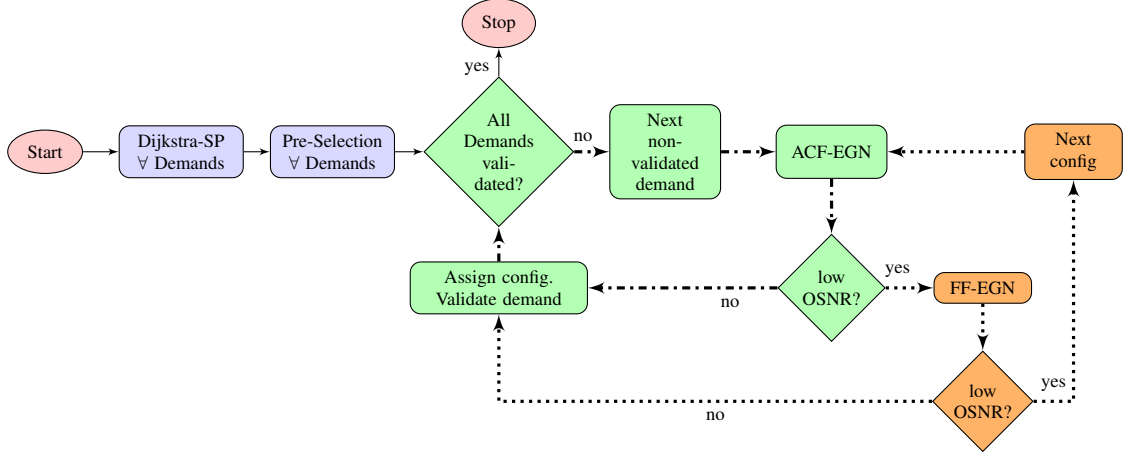 Stop
yes
Start
Dijkstra-SP
∀ Demands
Pre-Selection
∀ Demands
All
Demands
vali-
dated?
no
Next
non-
validated
demand
ACF-EGN
Next
config
Assign config.
Validate demand
no
low
OSNR?
yes
FF-EGN
no
low
OSNR?
yes